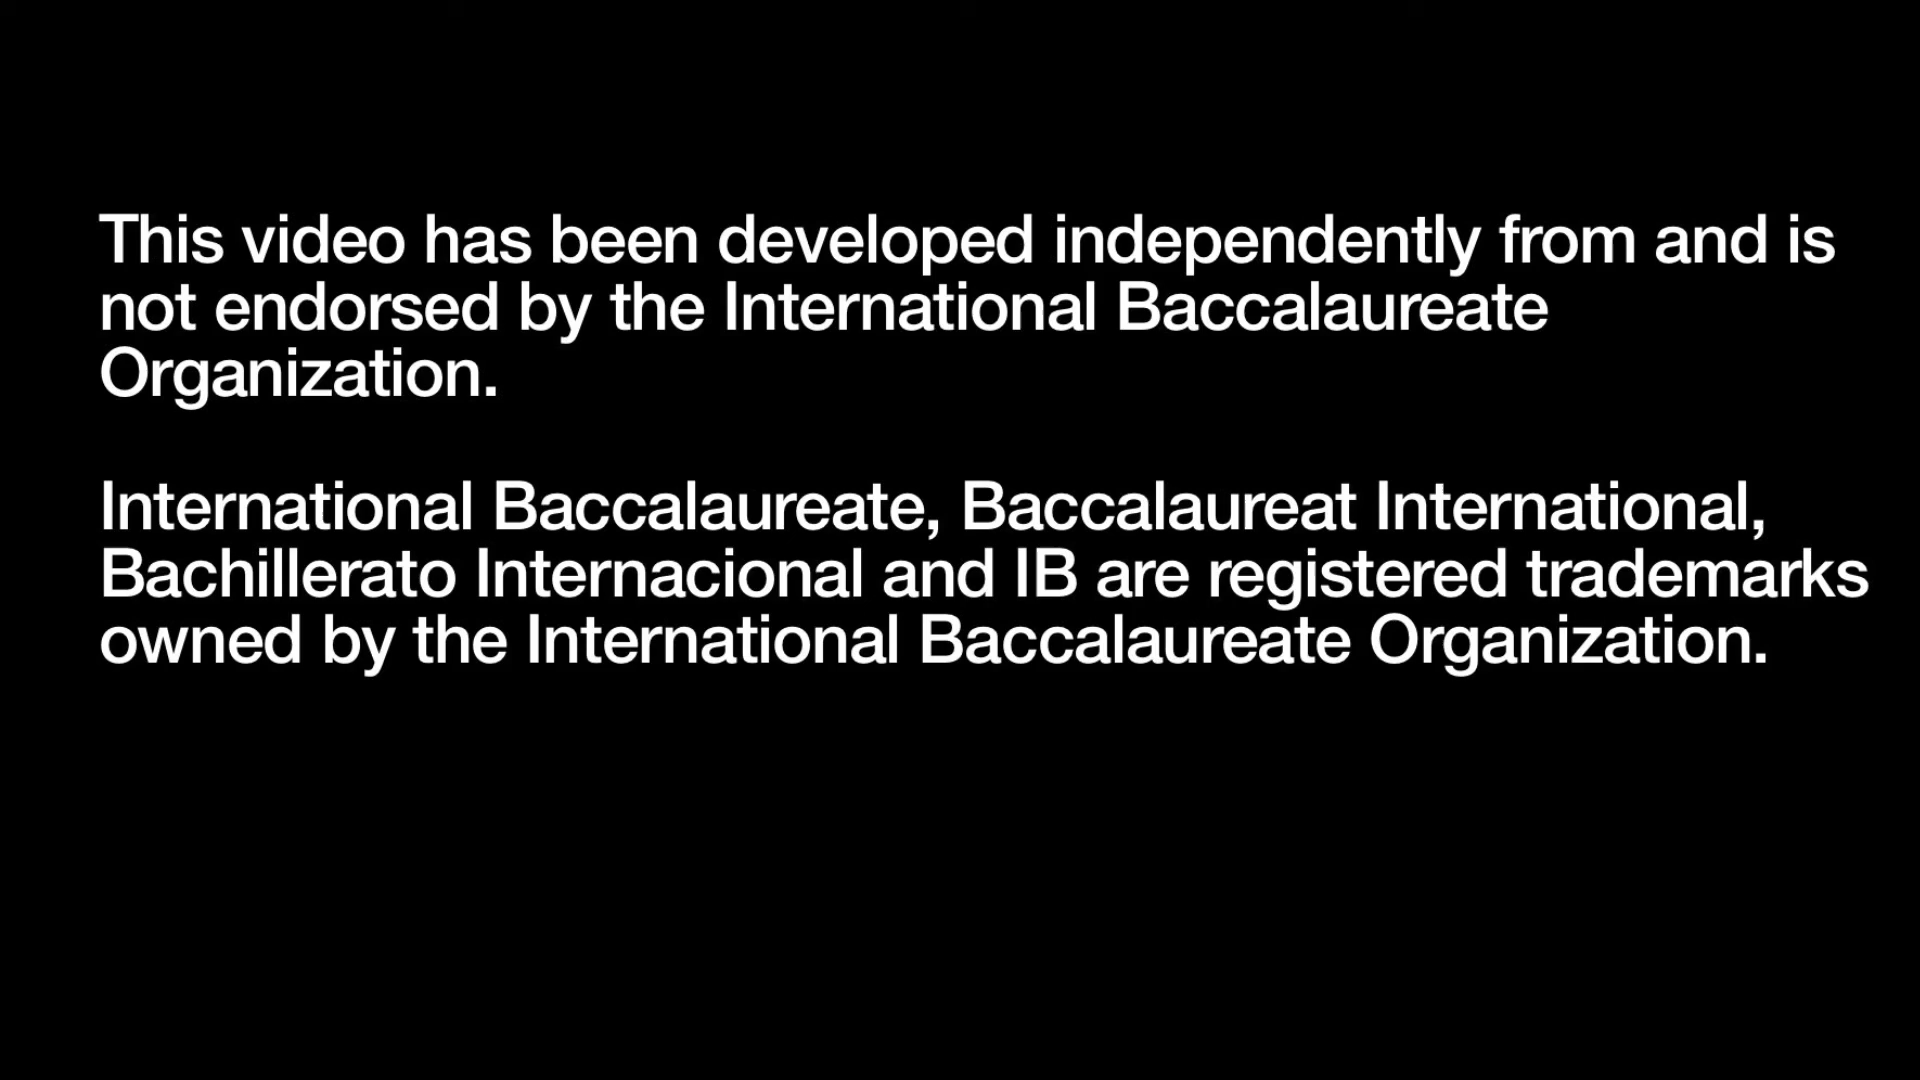 This video has been developed independently from and is
not endorsed by the International Baccalaureate
Organization.
International Baccalaureate, Baccalaureat International,
Bachillerato Internacional and IB are registered trademarks
owned by the International Baccalaureate Organization.